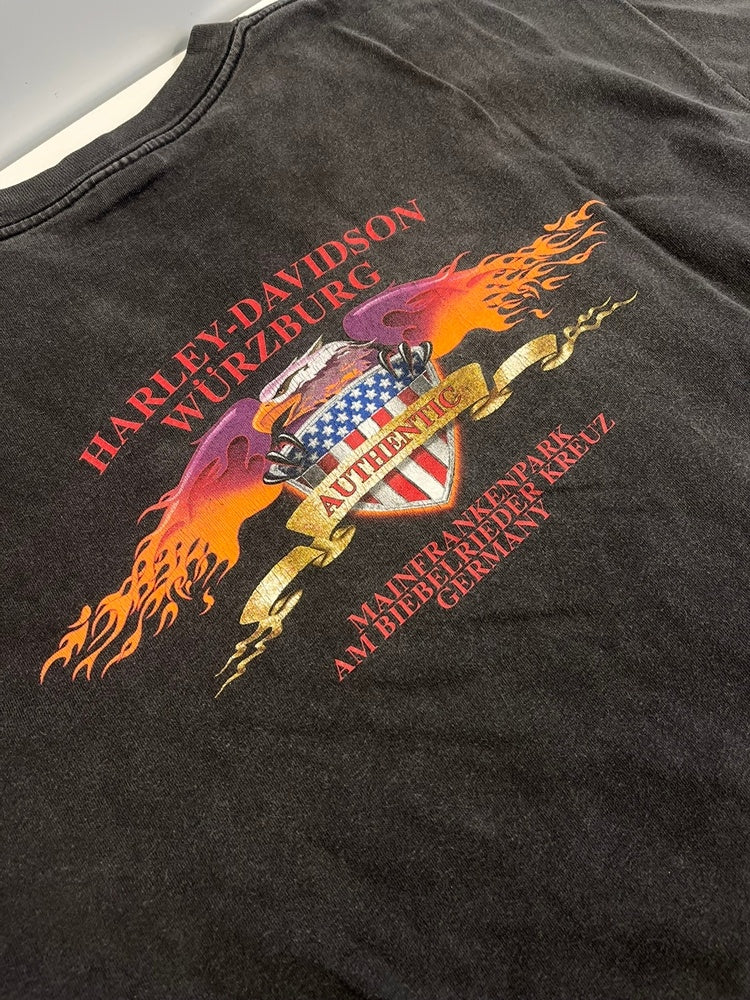 HARLEY-DAVIDSON
WÜRZBURG
AUTHENTIC
MAINFRANKENPARK
AM BIEBELRIEDER KREUZ
GERMANY